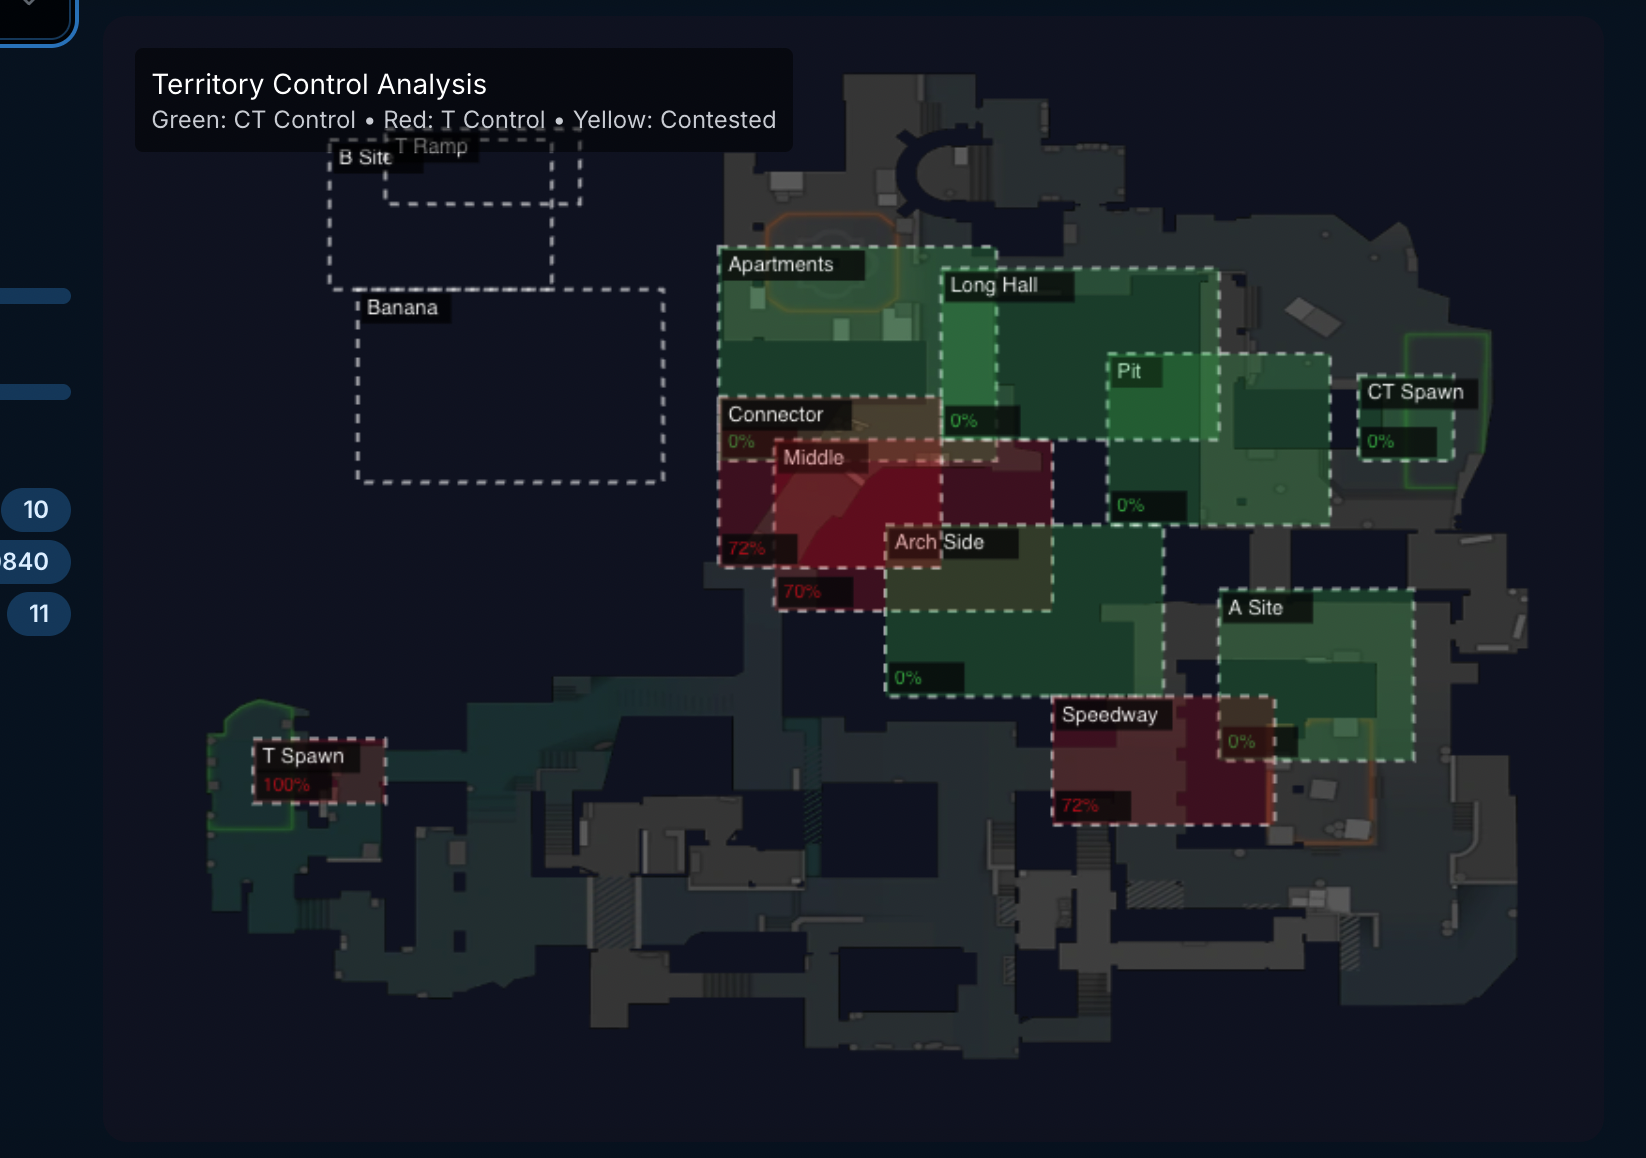 Territory Control Analysis
Green: CT Control • Red: T Control • Yellow: Contested
T Ramp
B Site
Apartments
Long Hall
Banana
Pit
CT Spawn
Connector
0%
0%
0%
Middle
0%
10
Arch Side
72%
840
70%
A Site
11
0%
Speedway
0%
T Spawn
100%
72%